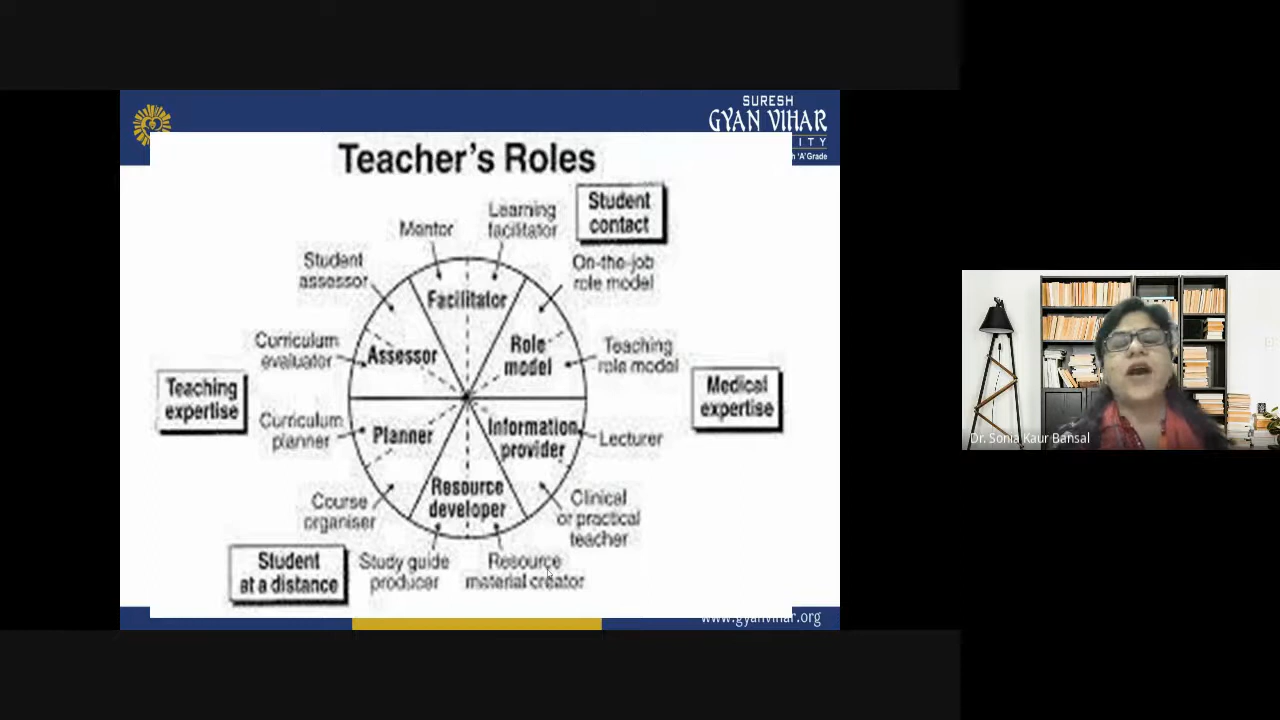 SURESH
GYAN VIHAR
ITY
h 'A' Grade
Teacher's Roles
Student
contact
Learning
facilitator
Mentor
Student
assessor
On-the-job
role model
Facilitator
Curriculum
evaluator
Assessor
Role
model
Teaching
role model
Teaching
expertise
Medical
expertise
Curriculum
planner
Planner
Information
provider
Lecturer
Resource
developer
Course
organiser
Clinical
or practical
teacher
Student
at a distance
Study guide
producer
Resource
material creator
www.gyanvihar.org
Dr. Sonia Kaur Bansal